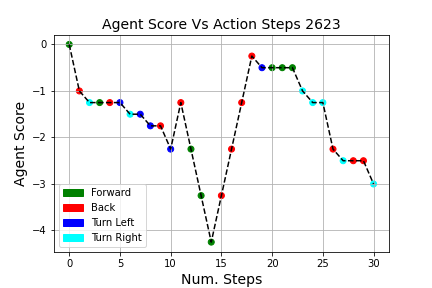 Agent Score Vs Action Steps 2623
Agent Score
0
−1
−2
−3
−4
Forward
Back
Turn Left
Turn Right
0 5 10 15 20 25 30
Num. Steps